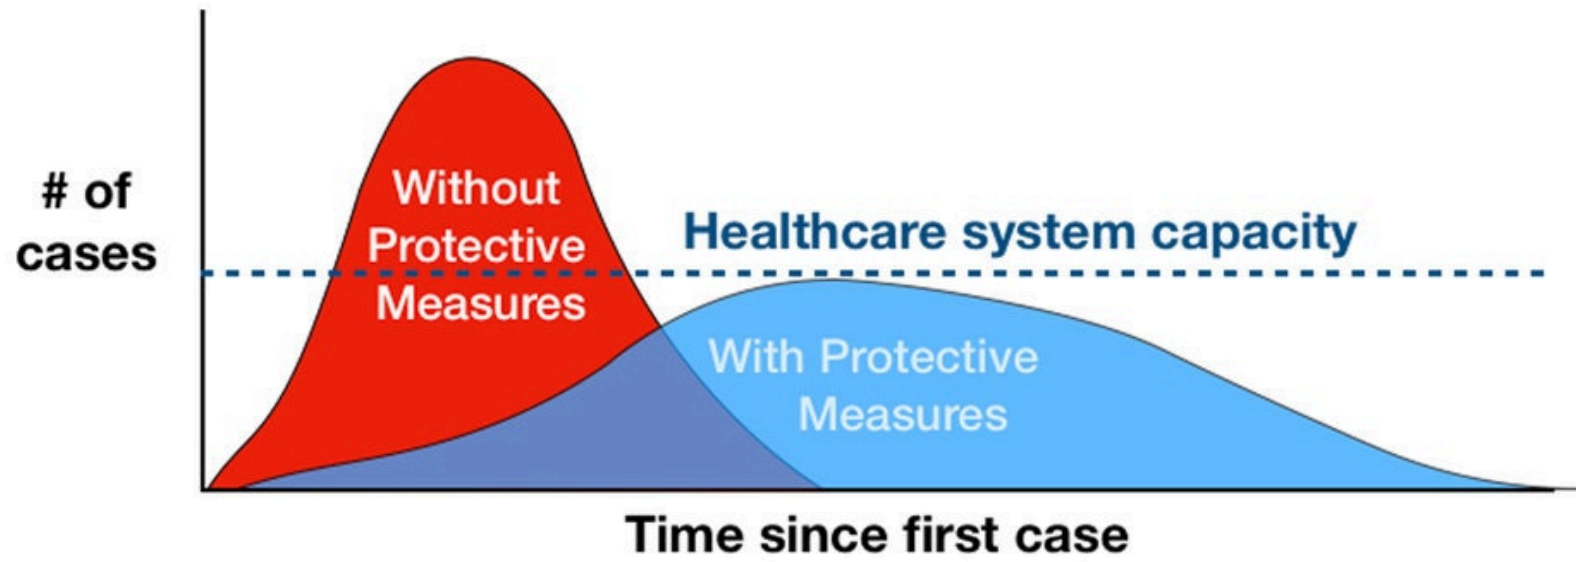 # of
cases
Without
Protective
Measures
Healthcare system capacity
With Protective
Measures
Time since first case